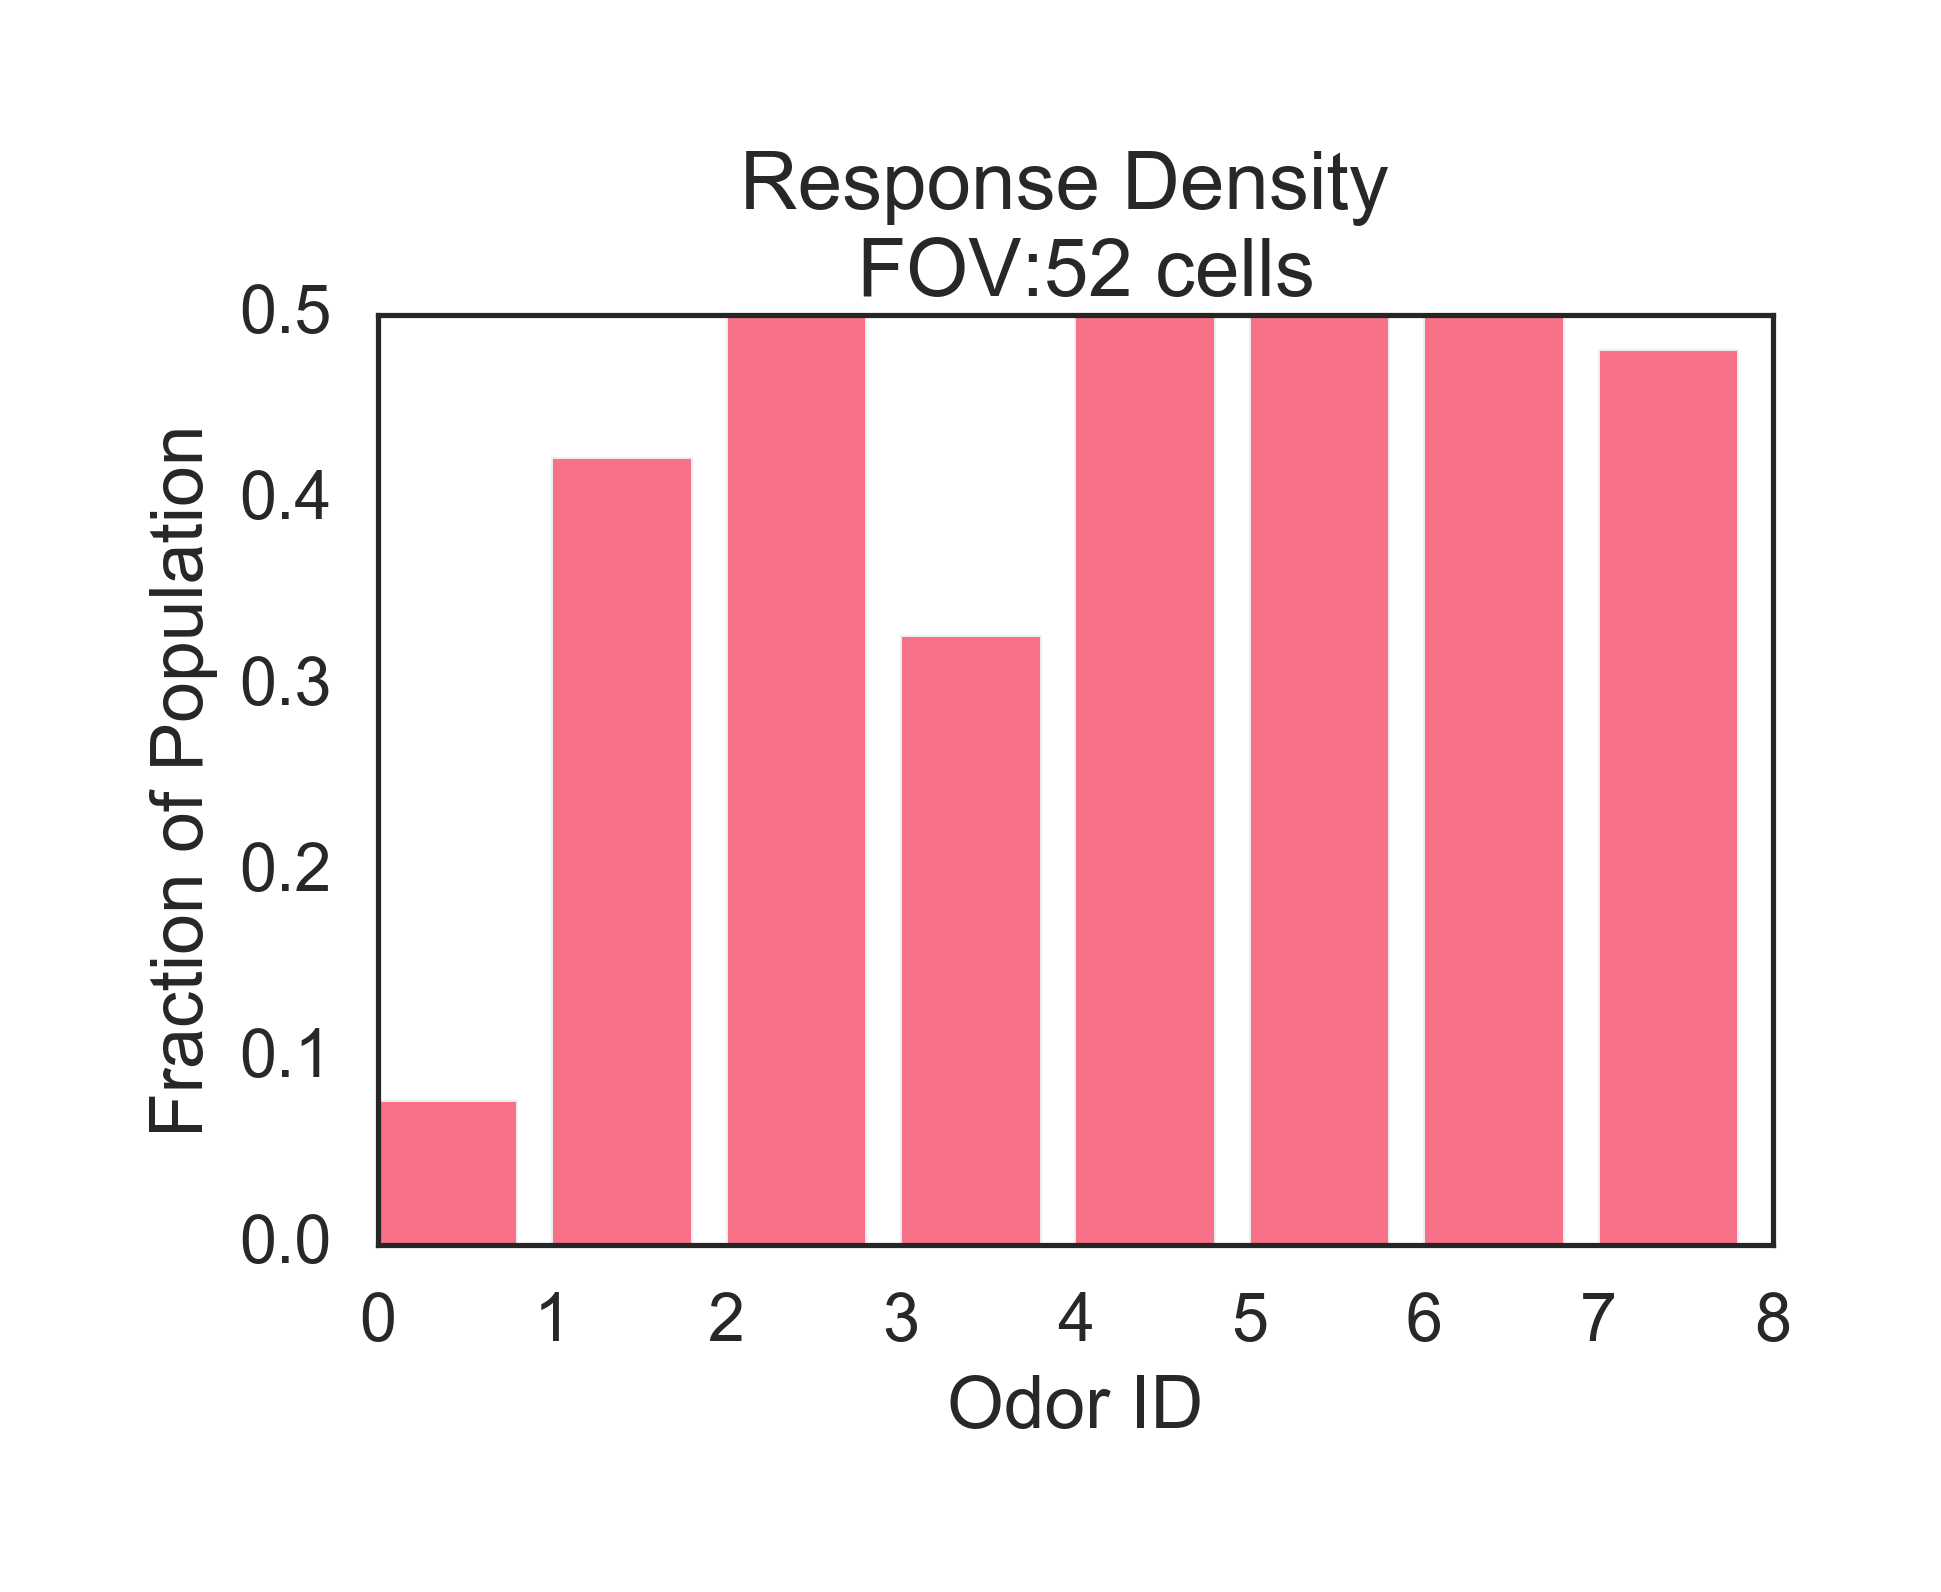 Response Density
FOV:52 cells
0.5
0.4
0.3
0.2
0.1
0.0
Fraction of Population
0 1 2 3 4 5 6 7 8
Odor ID